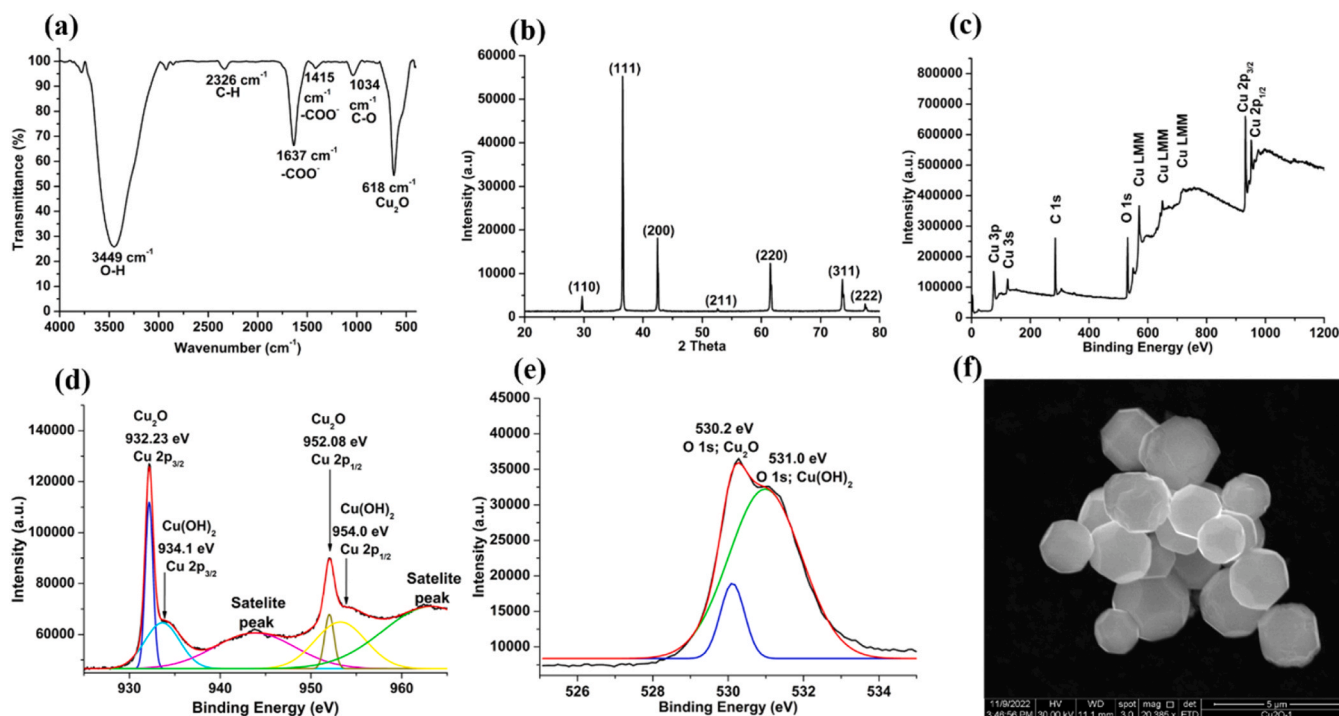 (a)
100
90
80
70
60
50
40
30
20
10
0
Transmittance (%)
2326 cm⁻¹
C-H
1415
cm⁻¹
-COO⁻
1034
cm⁻¹
C-O
1637 cm⁻¹
-COO⁻
618 cm⁻¹
Cu₂O
3449 cm⁻¹
O-H
4000 3500 3000 2500 2000 1500 1000 500
Wavenumber (cm⁻¹)
(b)
60000
50000
40000
30000
20000
10000
0
Intensity (a.u)
(110)
(111)
(200)
(211)
(220)
(311)
(222)
20 30 40 50 60 70 80
2 Theta
(c)
800000
700000
600000
500000
400000
300000
200000
100000
0
Intensity (a.u.)
Cu 3p
Cu 3s
C 1s
O 1s
Cu LMM
Cu LMM
Cu LMM
Cu 2p3/2
Cu 2p1/2
0 200 400 600 800 1000 1200
Binding Energy (eV)
(d)
140000
120000
100000
80000
60000
Intensity (a.u.)
Cu₂O
932.23 eV
Cu 2p3/2
Cu(OH)₂
934.1 eV
Cu 2p3/2
Satelite
peak
Cu₂O
952.08 eV
Cu 2p1/2
Cu(OH)₂
954.0 eV
Cu 2p1/2
Satelite
peak
930 940 950 960
Binding Energy (eV)
(e)
45000
40000
35000
30000
25000
20000
15000
10000
Intensity (a.u.)
530.2 eV
O 1s; Cu₂O
531.0 eV
O 1s; Cu(OH)₂
526 528 530 532 534
Binding Energy (eV)
(f)
11/9/2022 HV WD spot mag det 5 µm
3:46:56 PM 30.00 kV 11.1 mm 3.0 20,385 x ETD Cu2O-1